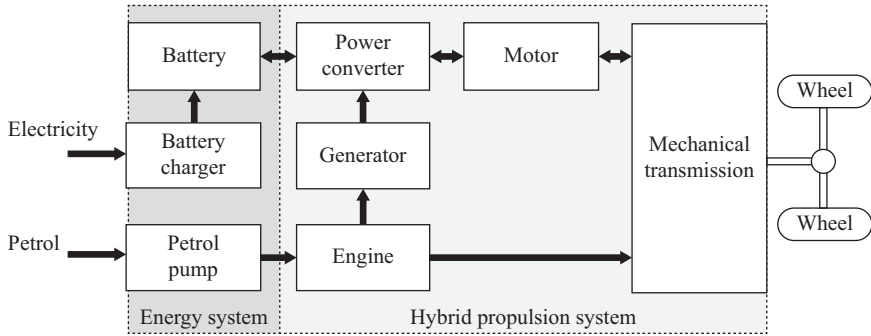 Battery
Power
converter
Motor
Wheel
Electricity
Battery
charger
Generator
Mechanical
transmission
Petrol
Petrol
pump
Engine
Wheel
Energy system
Hybrid propulsion system